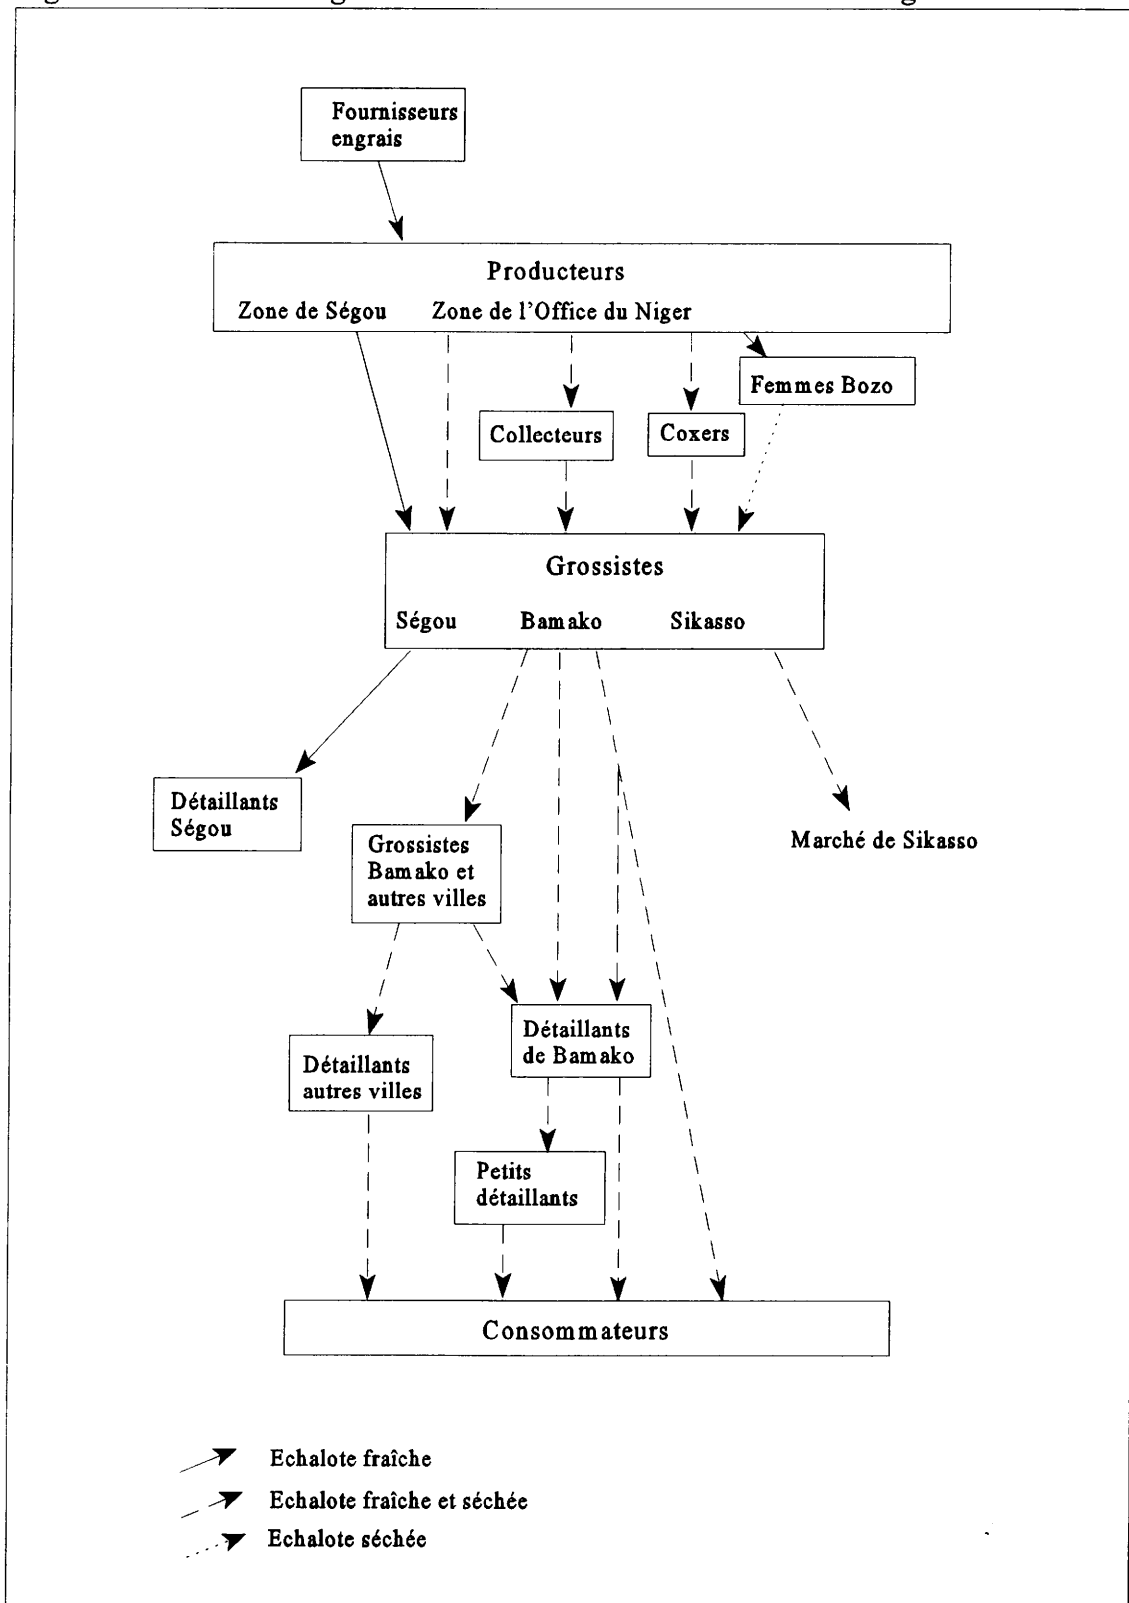 Fournisseurs
engrais
Producteurs
Zone de Ségou Zone de l'Office du Niger
Femmes Bozo
Collecteurs
Coxers
Grossistes
Ségou Bamako Sikasso
Détaillants
Ségou
Grossistes
Bamako et
autres villes
Marché de Sikasso
Détaillants
de Bamako
Détaillants
autres villes
Petits
détaillants
Consommateurs
Echalote fraîche
Echalote fraîche et séchée
Echalote séchée